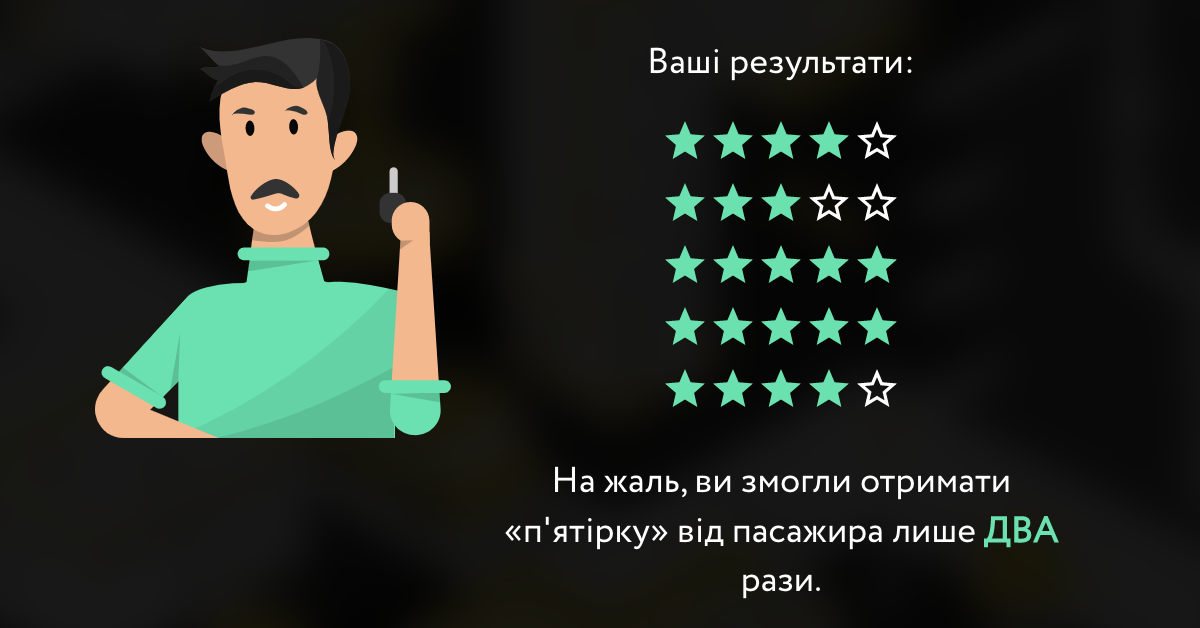 Ваші результати:
На жаль, ви змогли отримати
«п'ятірку» від пасажира лише ДВА
рази.